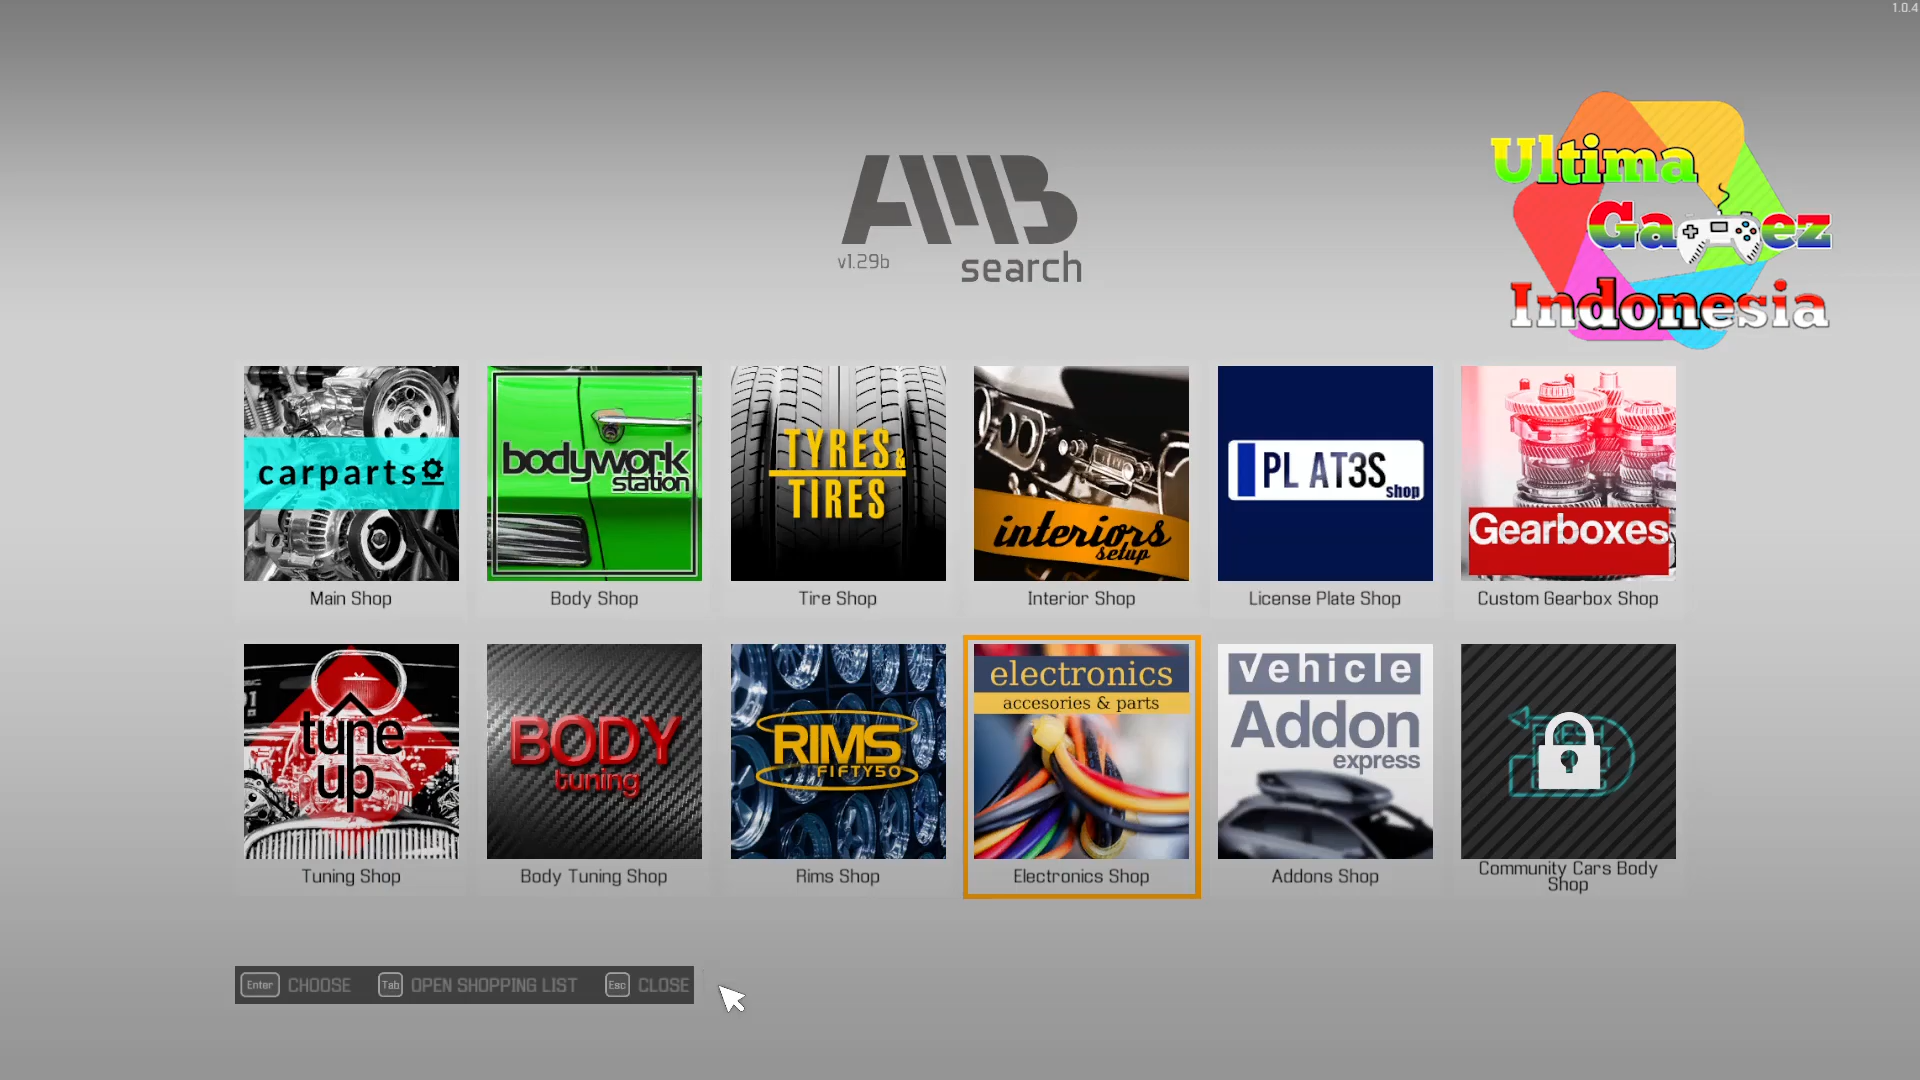 1.0.4
Ultima
Gamez
Indonesia
AMB
v1.29b
search
carparts
Main Shop
bodywork
station
Body Shop
TYRES &
TIRES
Tire Shop
interiors
setup
Interior Shop
PL AT3S
shop
License Plate Shop
Gearboxes
Custom Gearbox Shop
tune
up
Tuning Shop
BODY
tuning
Body Tuning Shop
RIMS
FIFTY50
Rims Shop
electronics
accesories & parts
Electronics Shop
vehicle
Addon
express
Addons Shop
Community Cars Body
Shop
Enter CHOOSE Tab OPEN SHOPPING LIST Esc CLOSE